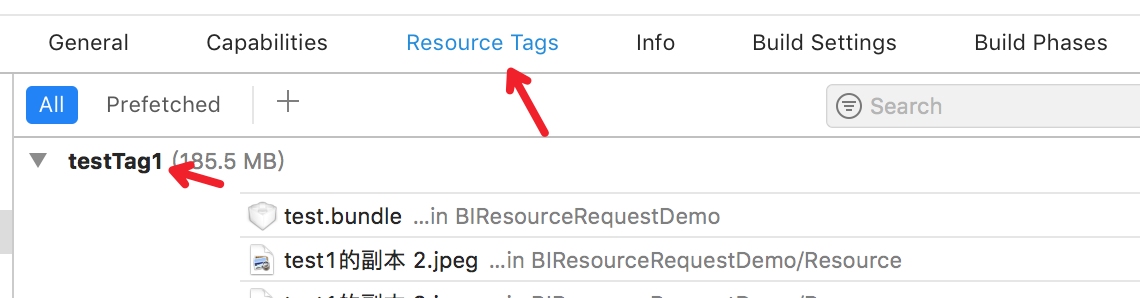 General Capabilities Resource Tags Info Build Settings Build Phases
All Prefetched Search
testTag1 (185.5 MB)
test.bundle ...in BIResourceRequestDemo
test1的副本 2.jpeg ...in BIResourceRequestDemo/Resource